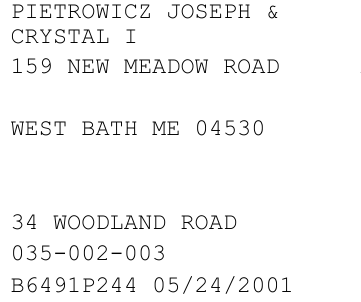 PIETROWICZ JOSEPH &
CRYSTAL I
159 NEW MEADOW ROAD
WEST BATH ME 04530
34 WOODLAND ROAD
035-002-003
B6491P244 05/24/2001